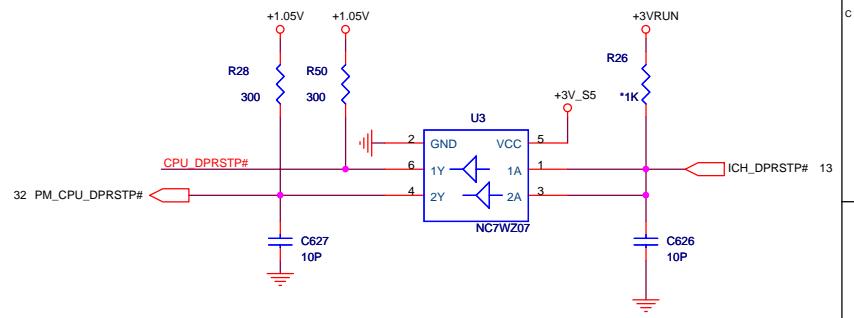 +1.05V +1.05V +3VRUN C
R28 300
R50 300
R26 *1K
+3V_S5
U3
2 GND VCC 5
CPU_DPRSTP# 6 1Y 1A 1 ICH_DPRSTP# 13
32 PM_CPU_DPRSTP# 4 2Y 2A 3
NC7WZ07
C627 10P
C626 10P